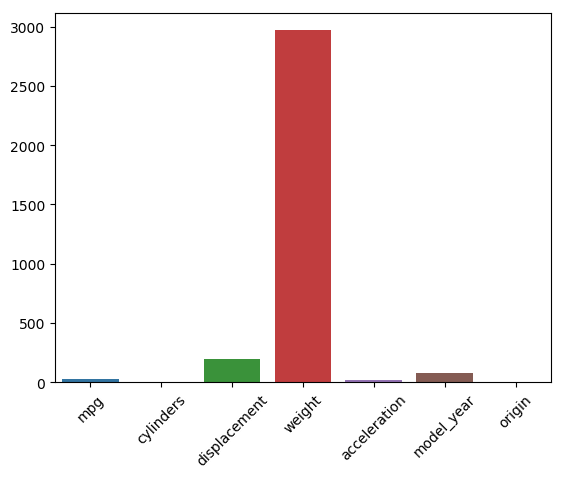 3000
2500
2000
1500
1000
500
0
mpg
cylinders
displacement
weight
acceleration
model_year
origin